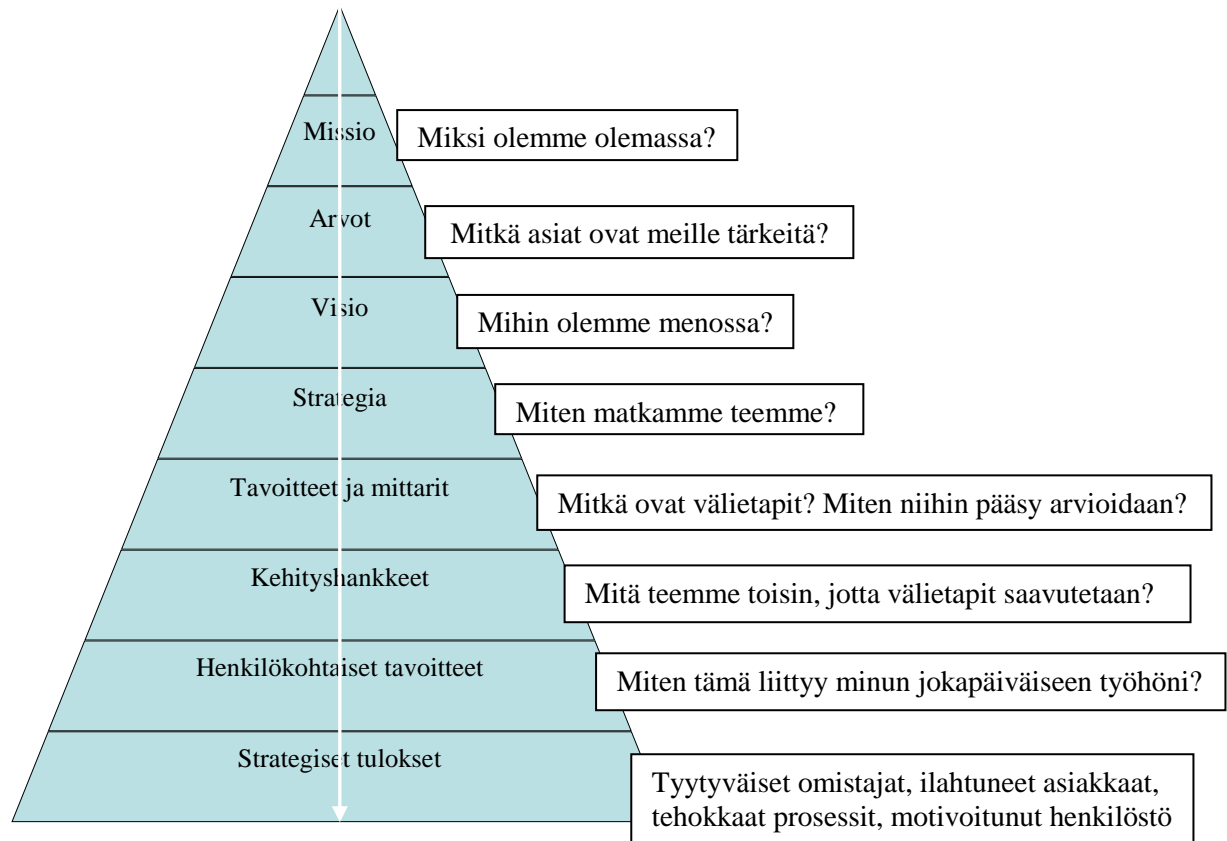 Missio
Miksi olemme olemassa?
Arvot
Mitkä asiat ovat meille tärkeitä?
Visio
Mihin olemme menossa?
Strategia
Miten matkamme teemme?
Tavoitteet ja mittarit
Mitkä ovat välietapit? Miten niihin pääsy arvioidaan?
Kehityshankkeet
Mitä teemme toisin, jotta välietapit saavutetaan?
Henkilökohtaiset tavoitteet
Miten tämä liittyy minun jokapäiväiseen työhöni?
Strategiset tulokset
Tyytyväiset omistajat, ilahtuneet asiakkaat,
tehokkaat prosessit, motivoitunut henkilöstö